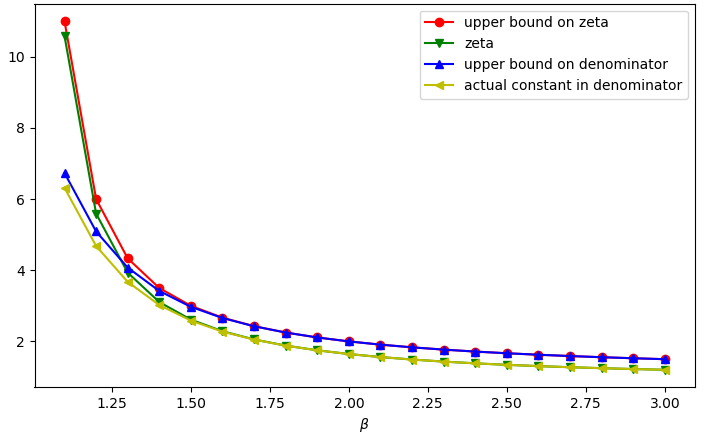 upper bound on zeta
zeta
upper bound on denominator
actual constant in denominator
10
8
6
4
2
1.25 1.50 1.75 2.00 2.25 2.50 2.75 3.00
β